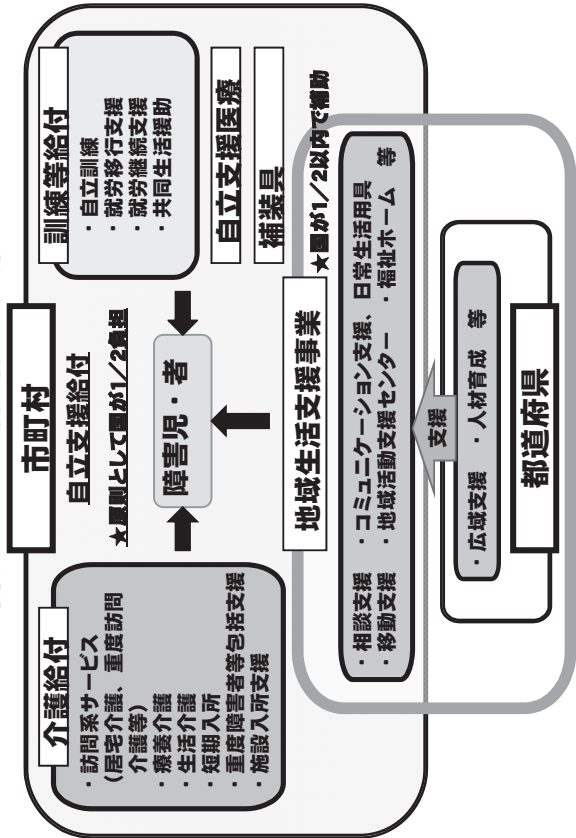 市町村
介護給付
・訪問系サービス
（居宅介護、重度訪問
介護等）
・療養介護
・生活介護
・短期入所
・重度障害者等包括支援
・施設入所支援
自立支援給付
★原則として国が1/2負担
障害児・者
訓練等給付
・自立訓練
・就労移行支援
・就労継続支援
・共同生活援助
自立支援医療
補装具
地域生活支援事業
★国が1/2以内で補助
・相談支援 ・コミュニケーション支援、日常生活用具
・移動支援 ・地域活動支援センター ・福祉ホーム 等
支援
・広域支援 ・人材育成 等
都道府県